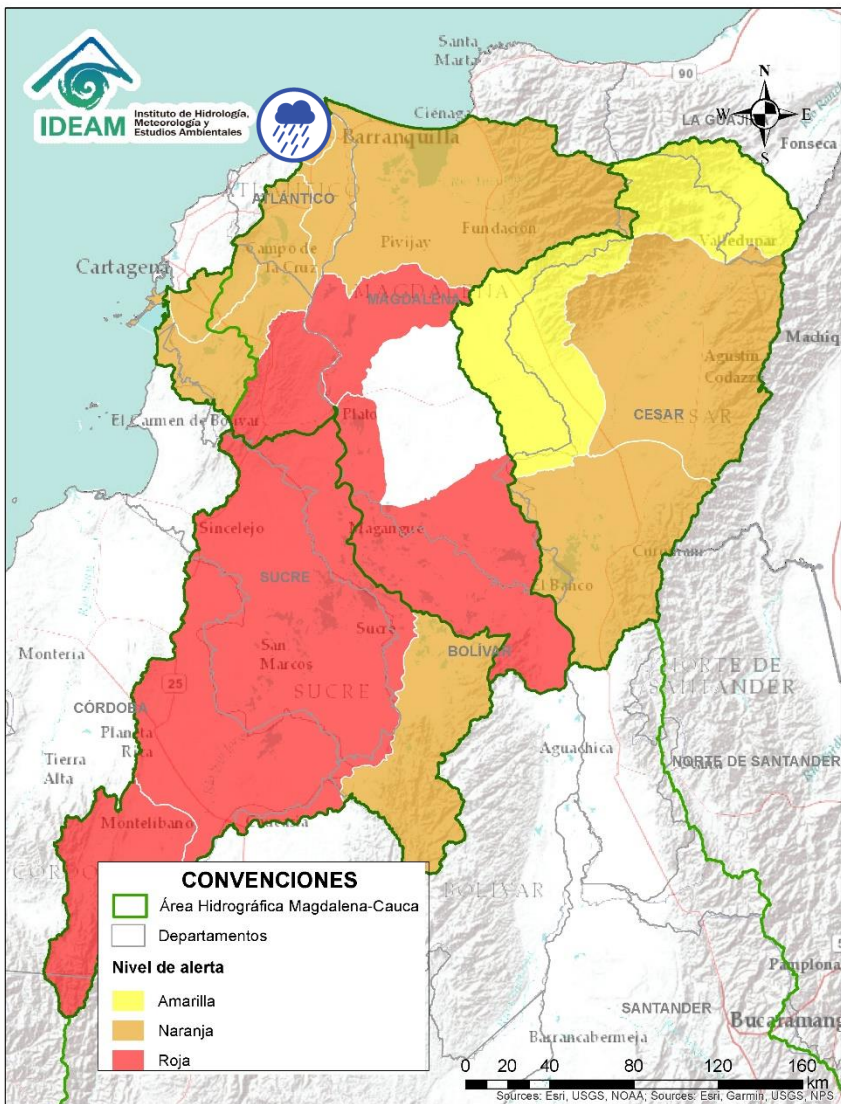 IDEAM
Instituto de Hidrología,
Meteorología y
Estudios Ambientales
Santa
Marta
90
N
W
E
S
LA GUAJIRA
Ciénaga
Fonseca
Barranquilla
ATLÁNTICO
Valledupar
Cartagena
Campo de
la Cruz
Pivijay
Fundación
MAGDALENA
Machiq
Agustín
Codazzi
CESAR
El Carmen de Bolívar
Plato
Sincelejo
Magangué
SUCRE
El Banco
Sucre
San
Marcos
SUCRE
BOLÍVAR
Montería
25
NORTE DE
SANTANDER
CÓRDOBA
Planeta
Rica
Tierra
Alta
Aguachica
NORTE DE SANTANDER
Montelíbano
BOLÍVAR
CONVENCIONES
Área Hidrográfica Magdalena-Cauca
Departamentos
Nivel de alerta
Amarilla
Naranja
Roja
Pamplona
SANTANDER
Bucaramang
Barrancabermeja
0 20 40 80 120 160
km
Sources: Esri, USGS, NOAA; Sources: Esri, Garmin, USGS, NPS